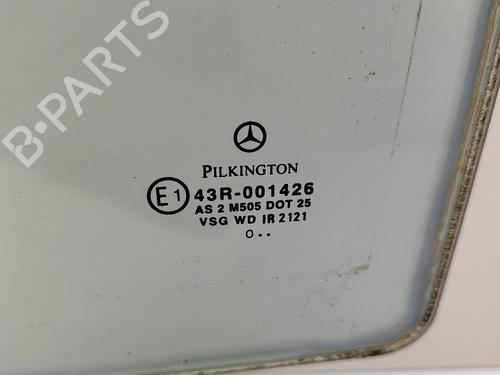 B-PARTS
PILKINGTON
E1 43R-001426
AS 2 M505 DOT 25
VSG WD IR 2121
O..